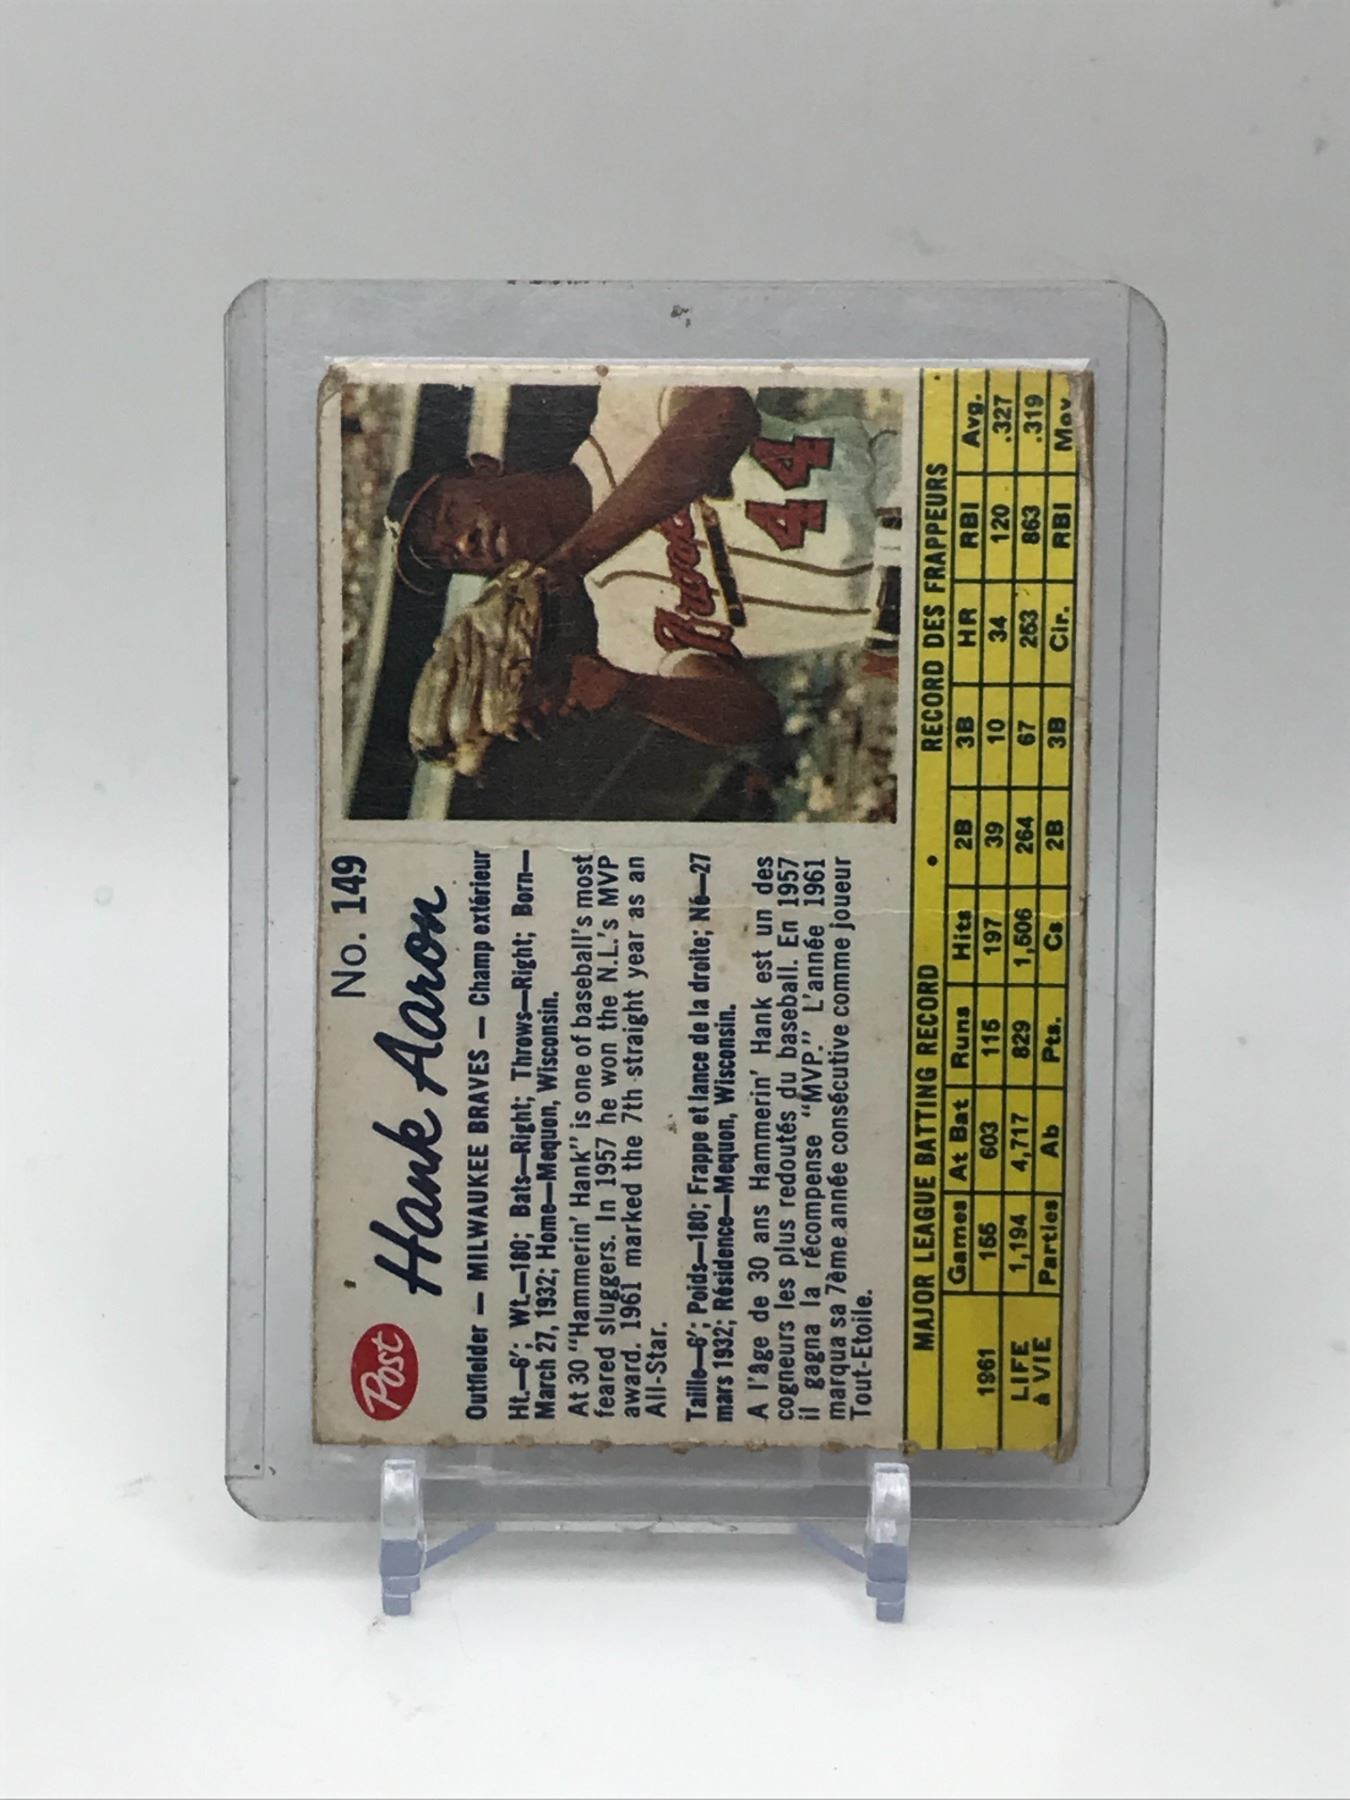 Post
No. 149
Hank Aaron
Outfielder — MILWAUKEE BRAVES — Champ extérieur
Ht.—6'; Wt.—180; Bats—Right; Throws—Right; Born—
March 27, 1932; Home—Mequon, Wisconsin.
At 30 "Hammerin' Hank" is one of baseball's most
feared sluggers. In 1957 he won the N.L.'s MVP
award. 1961 marked the 7th straight year as an
All-Star.
Taille—6'; Poids—180; Frappe et lance de la droite; Né—27
mars 1932; Résidence—Mequon, Wisconsin.
A l'âge de 30 ans Hammerin' Hank est un des
cogneurs les plus redoutés du baseball. En 1957
il gagna la récompense "MVP." L'année 1961
marqua sa 7ème année consécutive comme joueur
Tout-Etoile.
Braves
44
MAJOR LEAGUE BATTING RECORD • RECORD DES FRAPPEURS
Games At Bat Runs Hits 2B 3B HR RBI Avg.
1961 155 603 115 197 39 10 34 120 .327
LIFE 1,194 4,717 829 1,506 264 67 253 863 .319
à VIE Parties Ab Pts. Cs 2B 3B Cir. RBI Moy